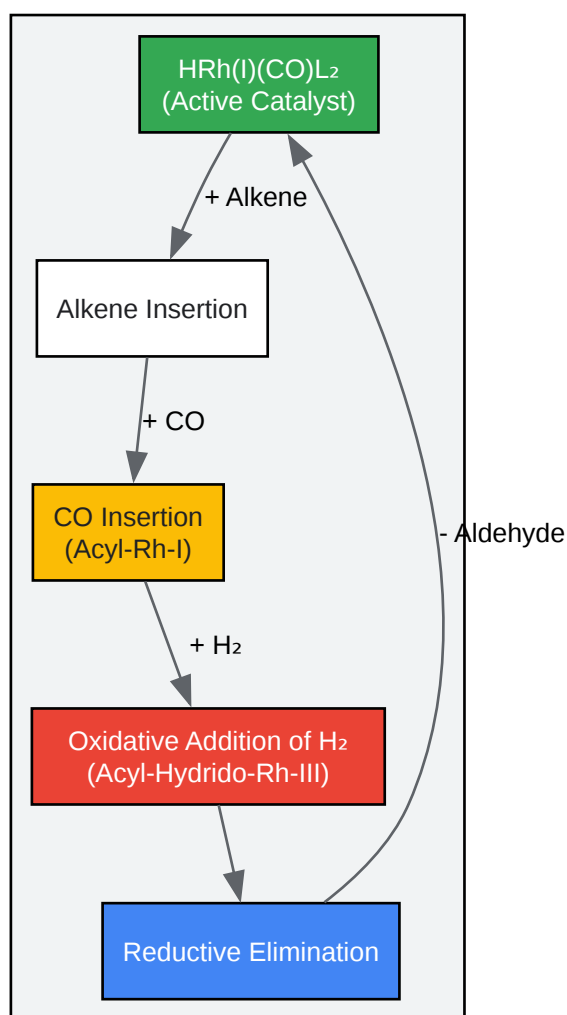 HRh(I)(CO)L₂
(Active Catalyst)
+ Alkene
Alkene Insertion
+ CO
CO Insertion
(Acyl-Rh-I)
- Aldehyde
+ H₂
Oxidative Addition of H₂
(Acyl-Hydrido-Rh-III)
Reductive Elimination